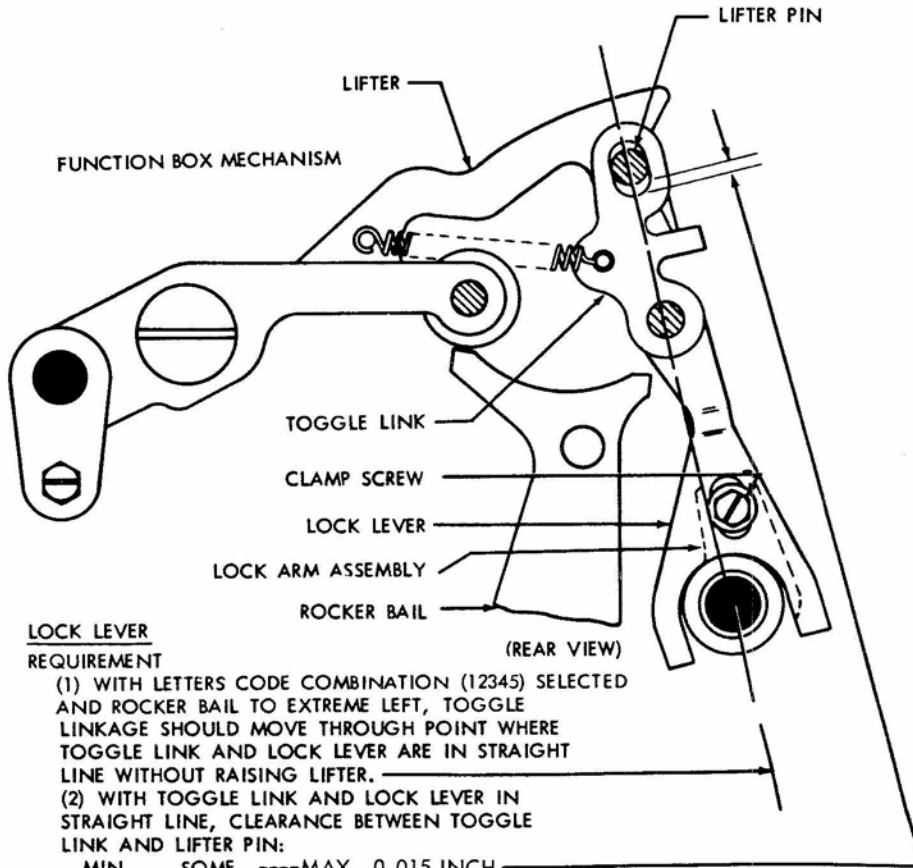 LIFTER PIN
LIFTER
FUNCTION BOX MECHANISM
TOGGLE LINK
CLAMP SCREW
LOCK LEVER
LOCK ARM ASSEMBLY
ROCKER BAIL
(REAR VIEW)
LOCK LEVER
REQUIREMENT
(1) WITH LETTERS CODE COMBINATION (12345) SELECTED
AND ROCKER BAIL TO EXTREME LEFT, TOGGLE
LINKAGE SHOULD MOVE THROUGH POINT WHERE
TOGGLE LINK AND LOCK LEVER ARE IN STRAIGHT
LINE WITHOUT RAISING LIFTER.
(2) WITH TOGGLE LINK AND LOCK LEVER IN
STRAIGHT LINE, CLEARANCE BETWEEN TOGGLE
LINK AND LIFTER PIN:
MIN SOME ----MAX 0.015 INCH